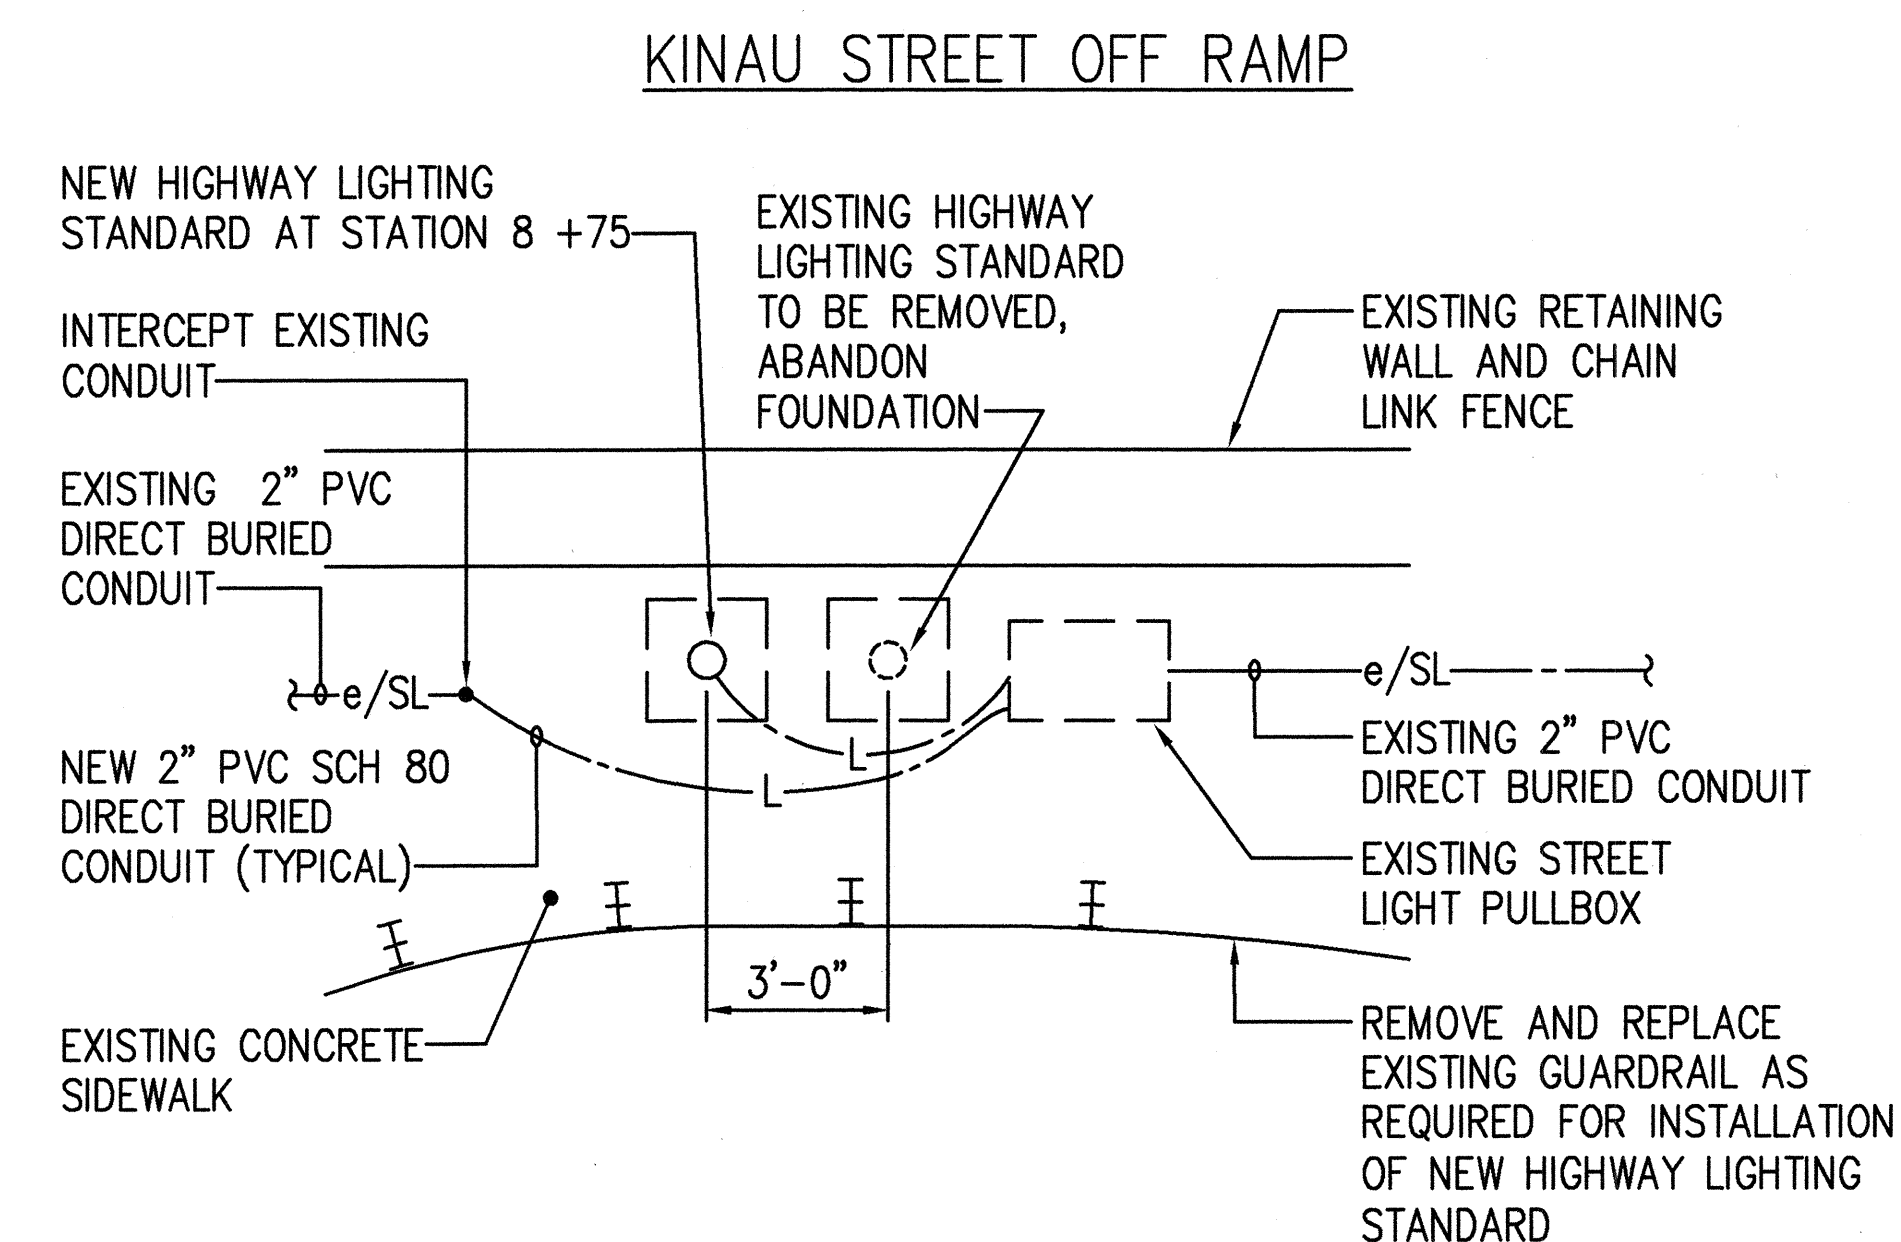 KINAU STREET OFF RAMP
NEW HIGHWAY LIGHTING
STANDARD AT STATION 8 +75
EXISTING HIGHWAY
LIGHTING STANDARD
TO BE REMOVED,
ABANDON
FOUNDATION
EXISTING RETAINING
WALL AND CHAIN
LINK FENCE
INTERCEPT EXISTING
CONDUIT
EXISTING 2" PVC
DIRECT BURIED
CONDUIT
e/SL
e/SL
L
L
NEW 2" PVC SCH 80
DIRECT BURIED
CONDUIT (TYPICAL)
EXISTING 2" PVC
DIRECT BURIED CONDUIT
EXISTING STREET
LIGHT PULLBOX
3'-0"
EXISTING CONCRETE
SIDEWALK
REMOVE AND REPLACE
EXISTING GUARDRAIL AS
REQUIRED FOR INSTALLATION
OF NEW HIGHWAY LIGHTING
STANDARD